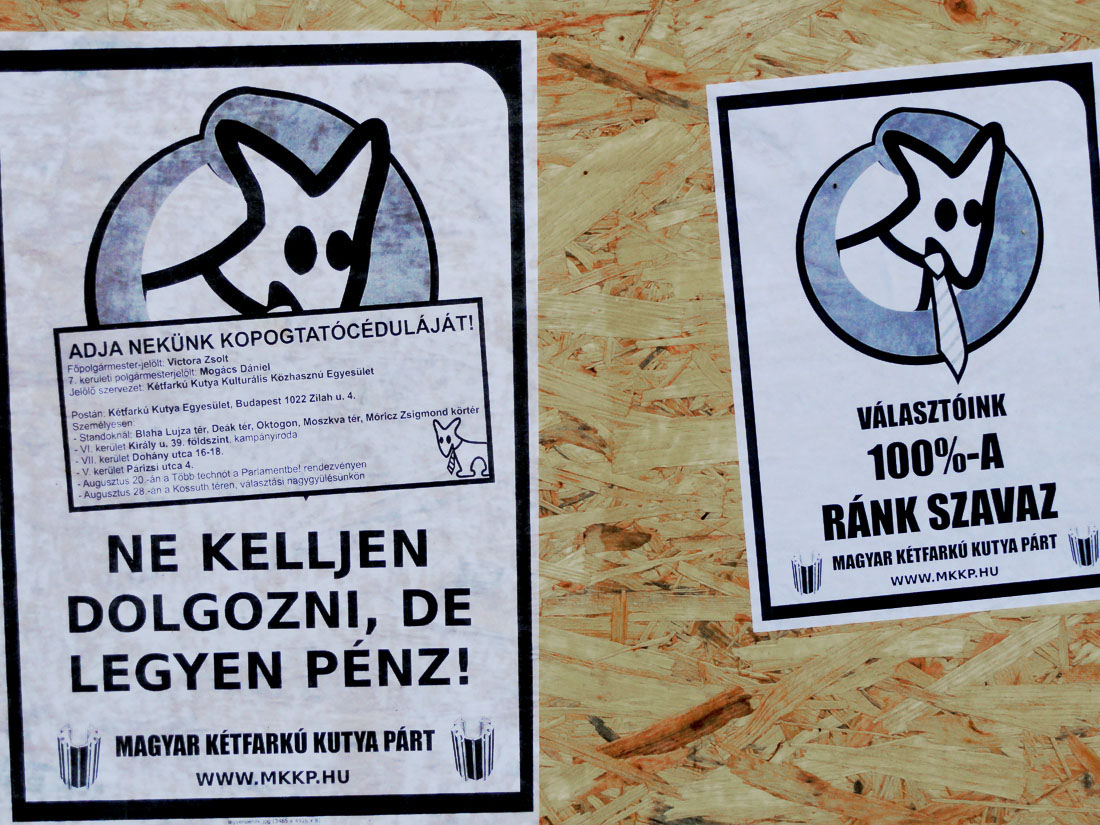 ADJA NEKÜNK KOPOGTATÓCÉDULÁJÁT!
Főpolgármester-jelölt: Victora Zsolt
7. kerületi polgármesterjelölt: Mogács Dániel
Jelölő szervezet: Kétfarkú Kutya Kulturális Közhasznú Egyesület
Postán: Kétfarkú Kutya Egyesület, Budapest 1022 Zilah u. 4.
Személyesen:
- Standoknál: Blaha Lujza tér, Deák tér, Oktogon, Moszkva tér, Móricz Zsigmond körtér
- VI. kerület Király u. 39. földszint, kampányiroda
- VII. kerület Dohány utca 16-18.
- V. kerület Párizsi utca 4.
- Augusztus 20.-án a Több technót a Parlamentbe! rendezvényen
- Augusztus 28.-án a Kossuth téren, választási nagygyűlésünkön
NE KELLJEN
DOLGOZNI, DE
LEGYEN PÉNZ!
MAGYAR KÉTFARKÚ KUTYA PÁRT
WWW.MKKP.HU
VÁLASZTÓINK
100%-A
RÁNK SZAVAZ
MAGYAR KÉTFARKÚ KUTYA PÁRT
WWW.MKKP.HU